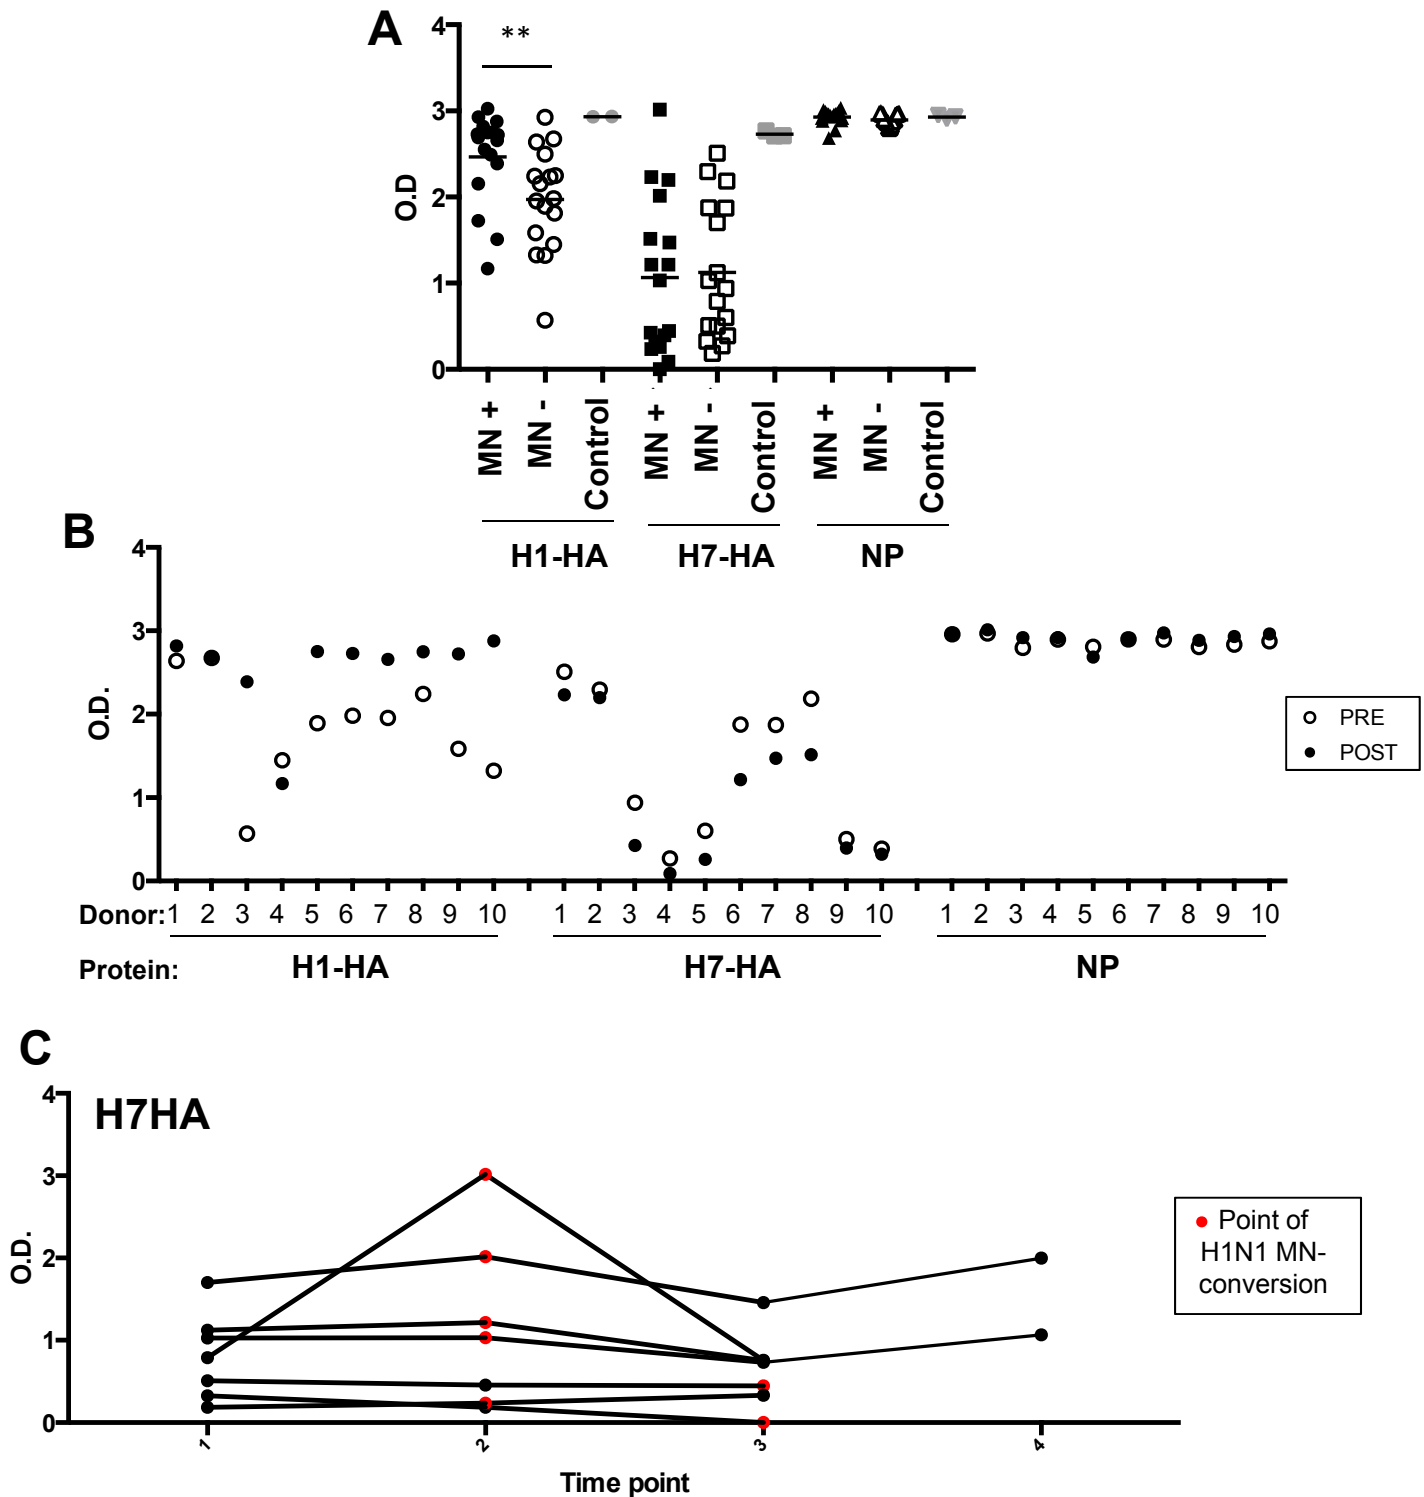 A
**
4
3
2
1
0
O.D
MN +
MN -
Control
MN +
MN -
Control
MN +
MN -
Control
H1-HA
H7-HA
NP
B
4
3
2
1
0
O.D.
PRE
POST
Donor: 1 2 3 4 5 6 7 8 9 10 1 2 3 4 5 6 7 8 9 10 1 2 3 4 5 6 7 8 9 10
Protein: H1-HA H7-HA NP
C
H7HA
4
3
2
1
0
O.D.
Point of
H1N1 MN-
conversion
1 2 3 4
Time point